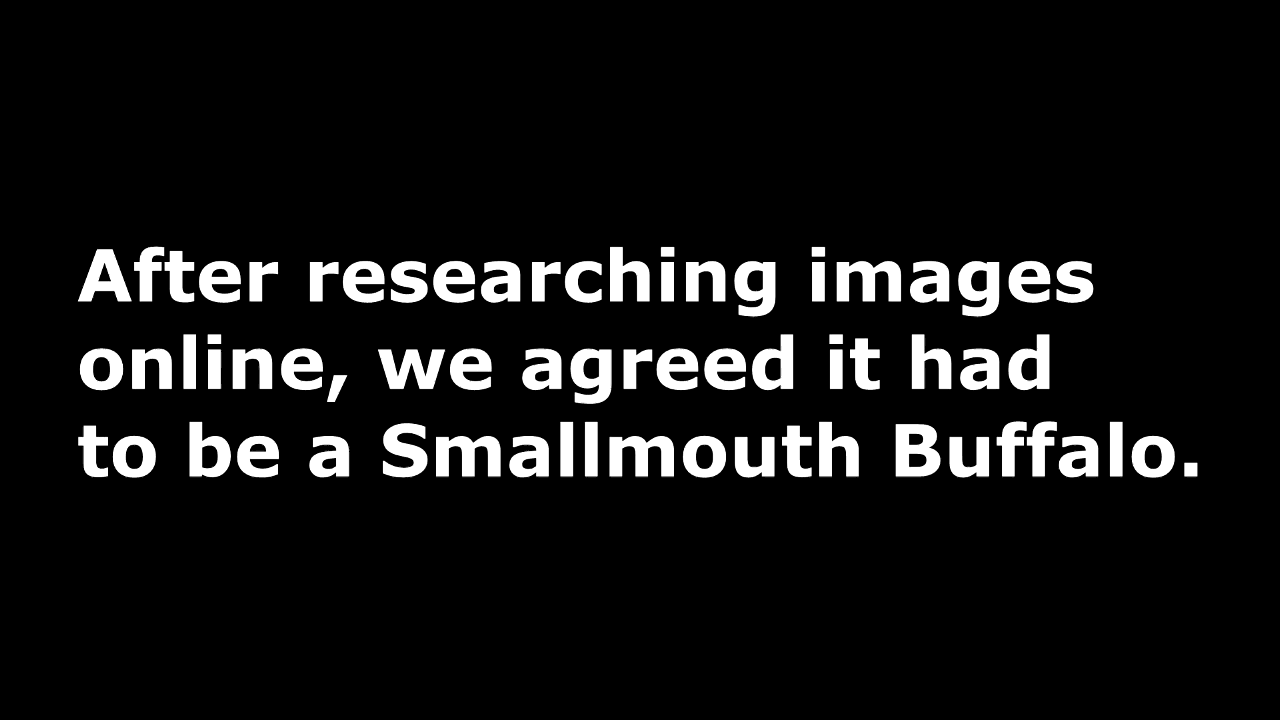 After researching images
online, we agreed it had
to be a Smallmouth Buffalo.